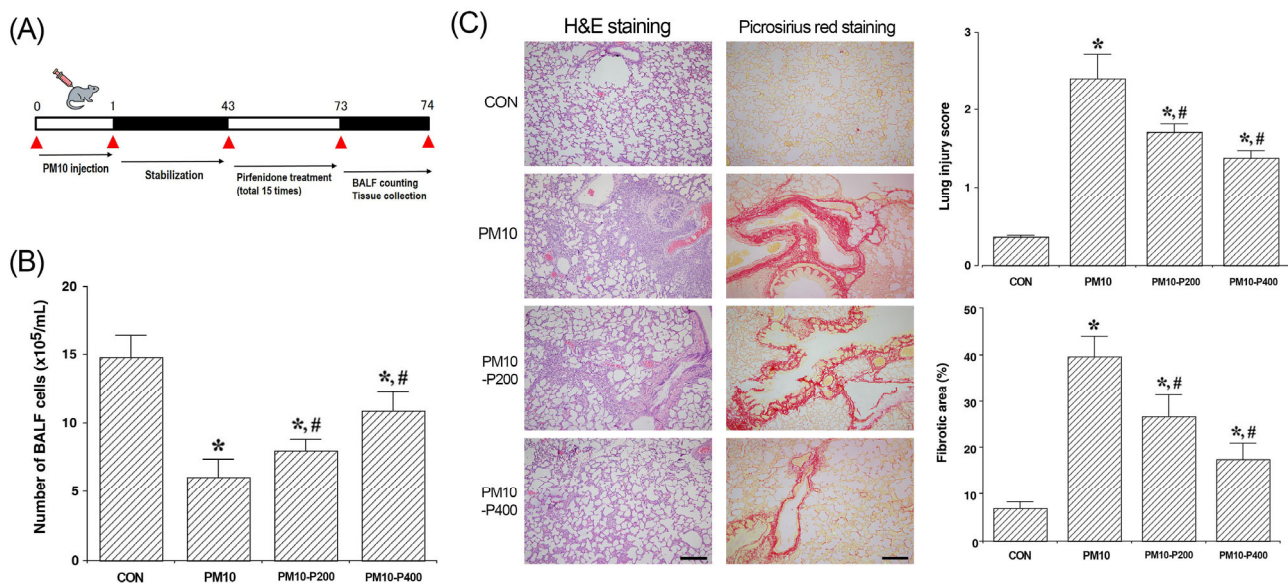 (A)
0 1 43 73 74
PM10 injection
Stabilization
Pirfenidone treatment
(total 15 times)
BALF counting
Tissue collection
(B)
Number of BALF cells (x10⁵/mL)
20
15
10
5
0
*
*, #
*, #
CON PM10 PM10-P200 PM10-P400
(C)
H&E staining Picrosirius red staining
CON
PM10
PM10
-P200
PM10
-P400
Lung injury score
3
2
1
0
*
*, #
*, #
CON PM10 PM10-P200 PM10-P400
Fibrotic area (%)
50
40
30
20
10
0
*
*, #
*, #
CON PM10 PM10-P200 PM10-P400